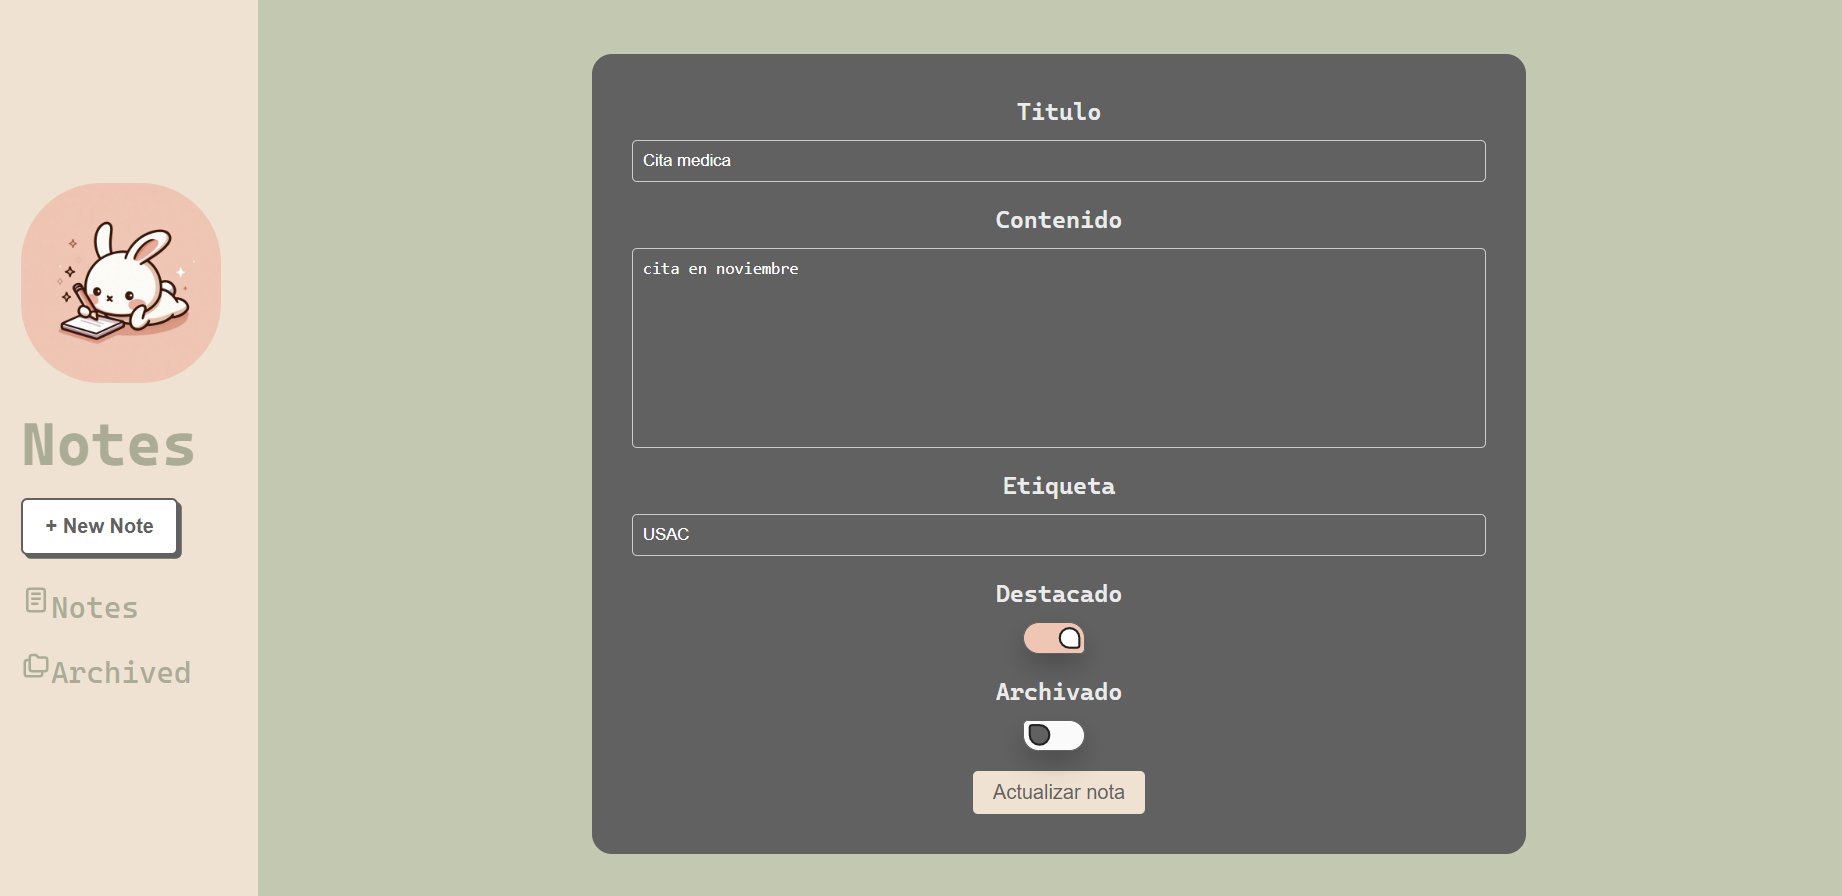 Notes
+ New Note
Notes
Archived
Titulo
Cita medica
Contenido
cita en noviembre
Etiqueta
USAC
Destacado
Archivado
Actualizar nota